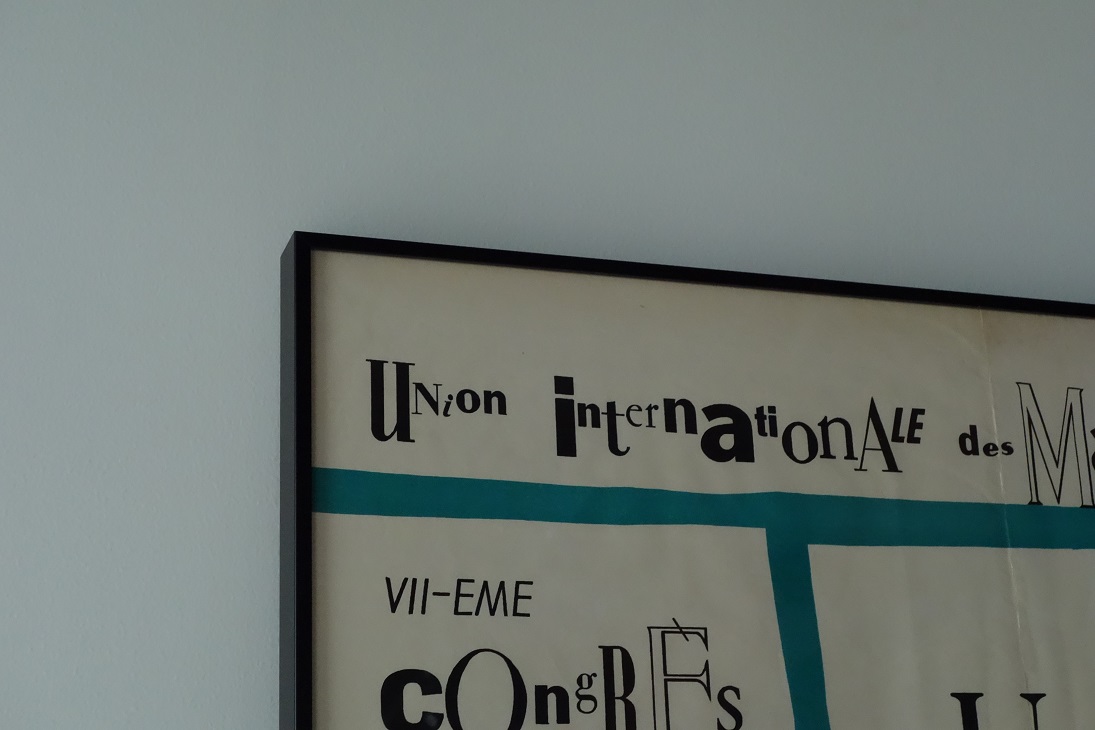 UNion internationALE des
VII-EME
cOngRÈs